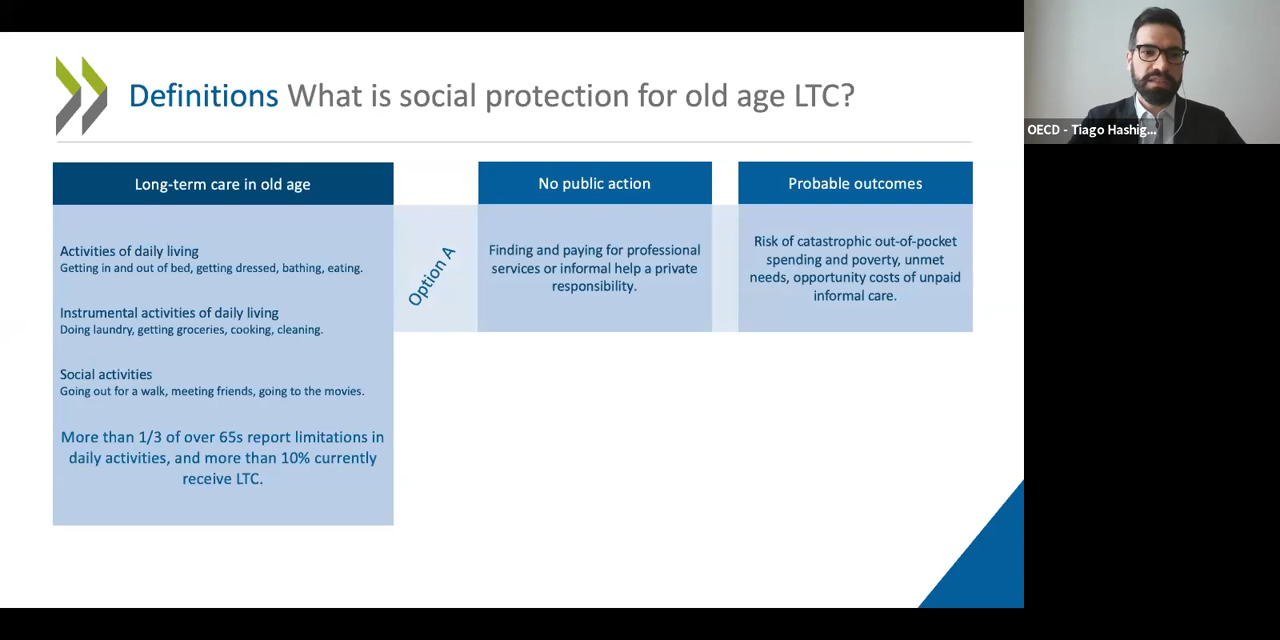 Definitions What is social protection for old age LTC?
OECD - Tiago Hashig...
Long-term care in old age
Activities of daily living
Getting in and out of bed, getting dressed, bathing, eating.
Instrumental activities of daily living
Doing laundry, getting groceries, cooking, cleaning.
Social activities
Going out for a walk, meeting friends, going to the movies.
More than 1/3 of over 65s report limitations in
daily activities, and more than 10% currently
receive LTC.
Option A
No public action
Finding and paying for professional
services or informal help a private
responsibility.
Probable outcomes
Risk of catastrophic out-of-pocket
spending and poverty, unmet
needs, opportunity costs of unpaid
informal care.